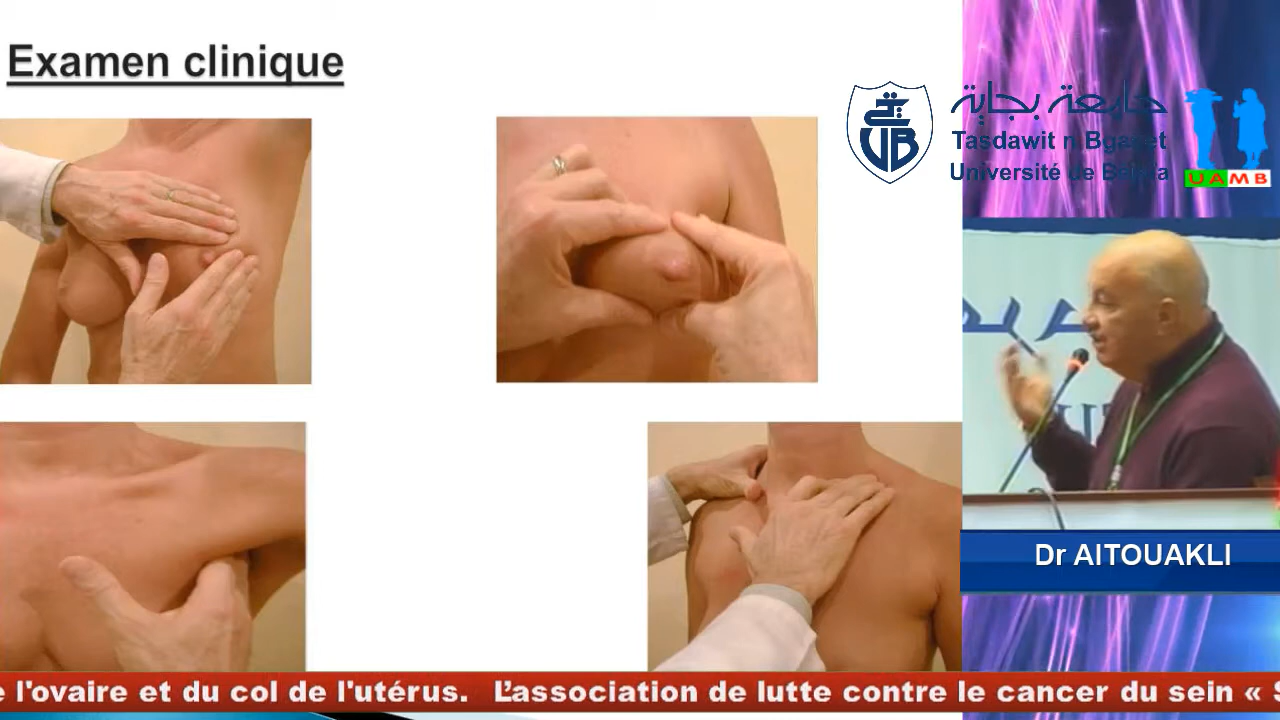 Examen clinique
جامعة بجاية
Tasdawit n Bgayet
Université de Béjaia
UAMB
Dr AITOUAKLI
e l'ovaire et du col de l'utérus. L'association de lutte contre le cancer du sein « S